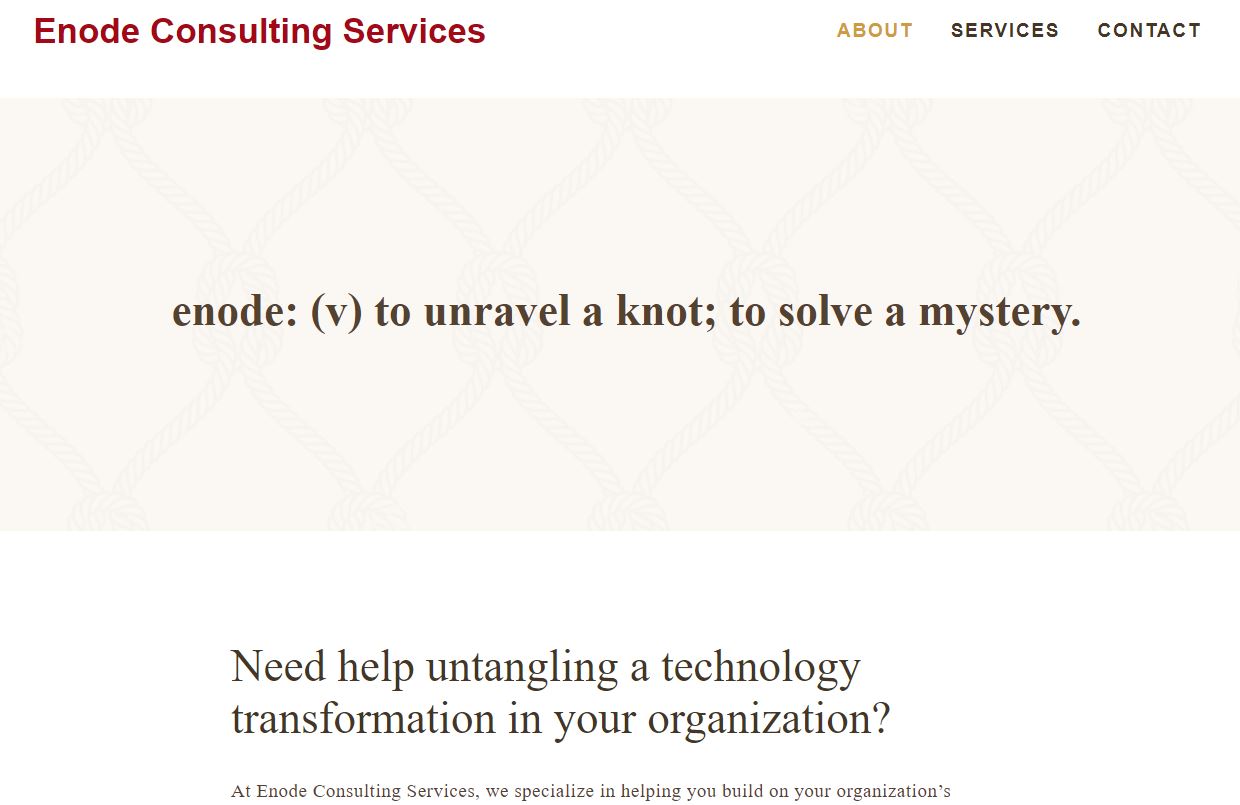 Enode Consulting Services
ABOUT SERVICES CONTACT
enode: (v) to unravel a knot; to solve a mystery.
Need help untangling a technology
transformation in your organization?
At Enode Consulting Services, we specialize in helping you build on your organization’s